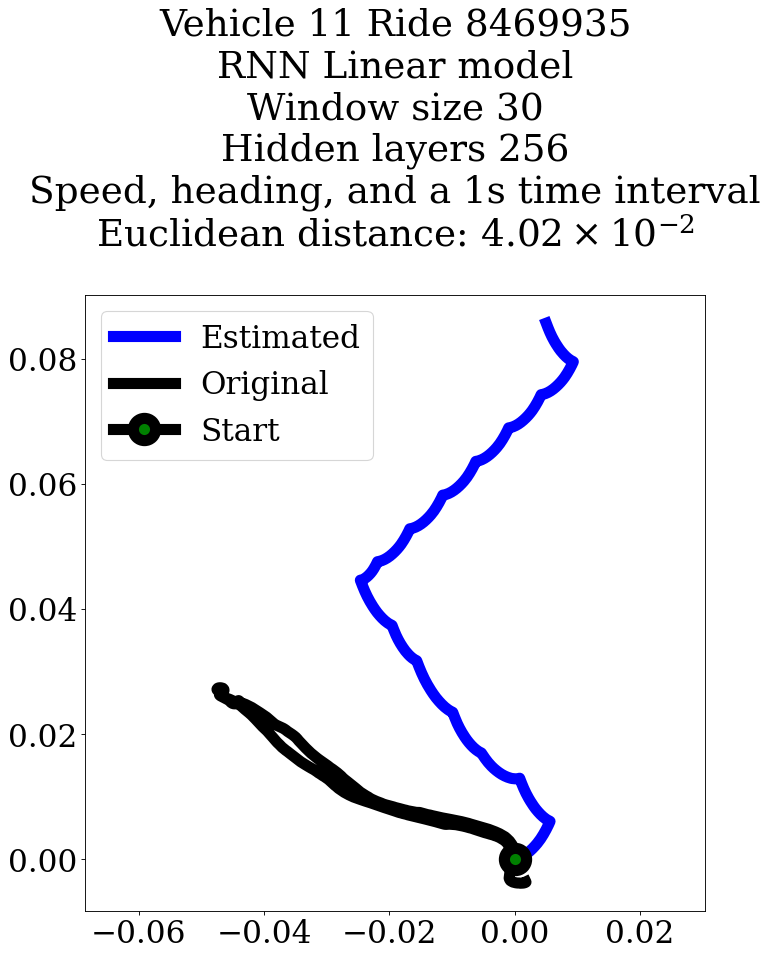 Vehicle 11 Ride 8469935
RNN Linear model
Window size 30
Hidden layers 256
Speed, heading, and a 1s time interval
Euclidean distance: 4.02 × 10⁻²
Estimated
Original
Start
0.08
0.06
0.04
0.02
0.00
−0.06 −0.04 −0.02 0.00 0.02